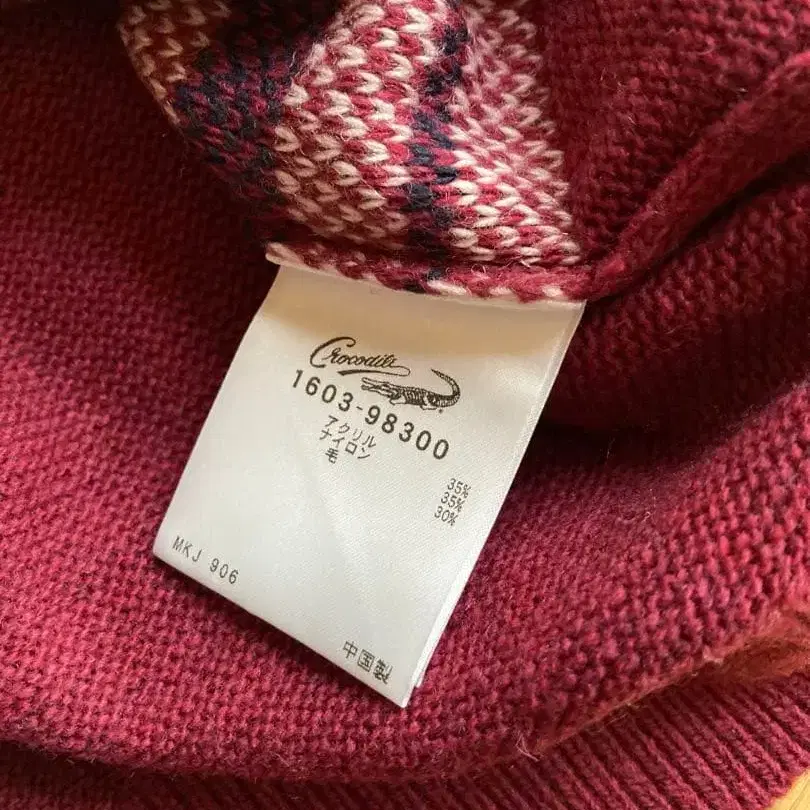 Crocodile
1603-98300
アクリル 35%
ナイロン 35%
毛 30%
MKJ 906
中国製